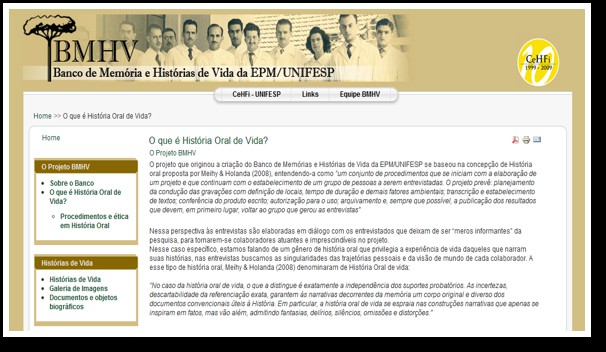 BMHV
Banco de Memória e Histórias de Vida da EPM/UNIFESP
CeHFi
1999 - 2009
CeHFi - UNIFESP Links Equipe BMHV
Home >> O que é História Oral de Vida?
Home
O Projeto BMHV
Sobre o Banco
O que é História Oral de
Vida?
Procedimentos e ética
em História Oral
Histórias de Vida
Histórias de Vida
Galeria de Imagens
Documentos e objetos
biográficos
O que é História Oral de Vida?
O Projeto BMHV
O projeto que originou a criação do Banco de Memórias e Histórias de Vida da EPM/UNIFESP se baseou na concepção de História
oral proposta por Meihy & Holanda (2008), entendendo-a como "um conjunto de procedimentos que se iniciam com a elaboração de
um projeto e que continuam com o estabelecimento de um grupo de pessoas a serem entrevistadas. O projeto prevê: planejamento
da condução das gravações com definição de locais, tempo de duração e demais fatores ambientais; transcrição e estabelecimento
de textos; conferência do produto escrito; autorização para o uso; arquivamento e, sempre que possível, a publicação dos resultados
que devem, em primeiro lugar, voltar ao grupo que gerou as entrevistas"
Nessa perspectiva as entrevistas são elaboradas em diálogo com os entrevistados que deixam de ser "meros informantes" da
pesquisa, para tornarem-se colaboradores atuantes e imprescindíveis no projeto.
Nesse caso específico, estamos falando de um gênero de história oral que privilegia a experiência de vida daqueles que narram
suas histórias, nas entrevistas buscamos as singularidades das trajetórias pessoais e da visão de mundo de cada colaborador. A
esse tipo de história oral, Meihy & Holanda (2008) denominaram de História Oral de vida:
"No caso da história oral de vida, o que a distingue é exatamente a independência dos suportes probatórios. As incertezas,
descartabilidade da referenciação exata, garantem às narrativas decorrentes da memória um corpo original e diverso dos
documentos convencionais úteis à História. Em particular, a história oral de vida se espraia nas construções narrativas que apenas se
inspiram em fatos, mas vão além, admitindo fantasias, delírios, silêncios, omissões e distorções."